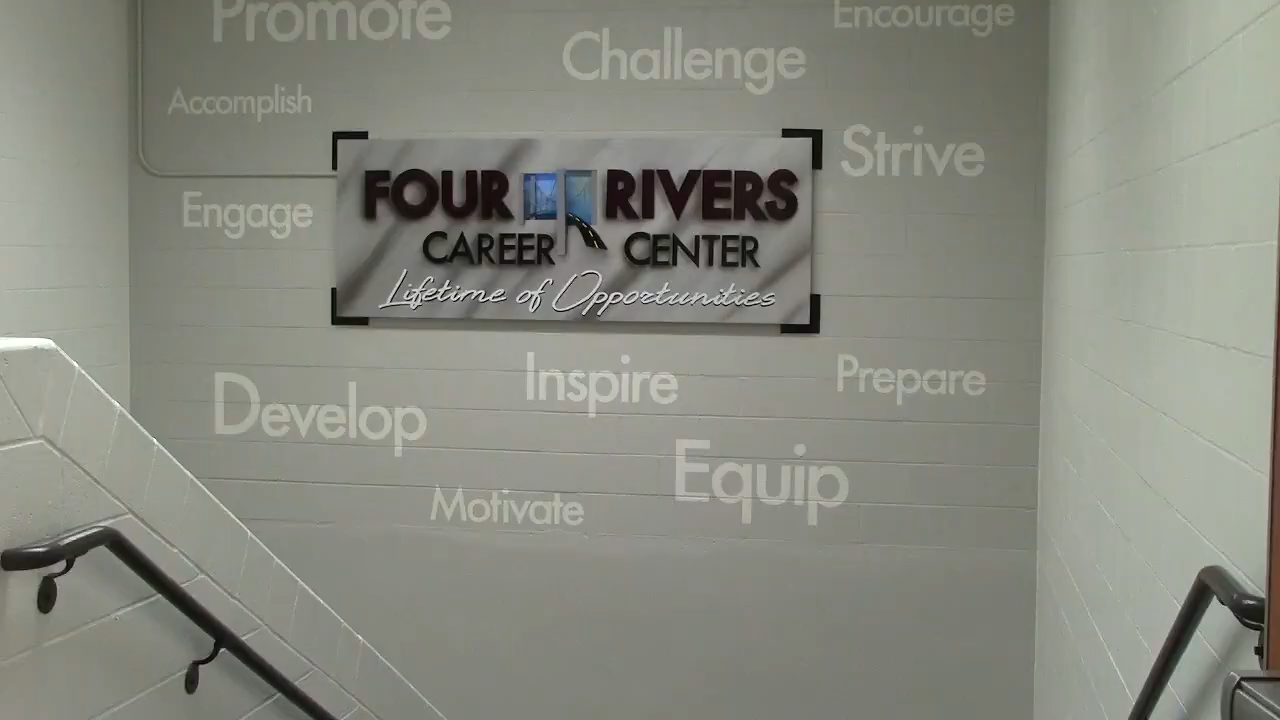 Promote
Encourage
Challenge
Accomplish
Strive
Engage
FOUR RIVERS
CAREER CENTER
Lifetime of Opportunities
Inspire
Prepare
Develop
Equip
Motivate